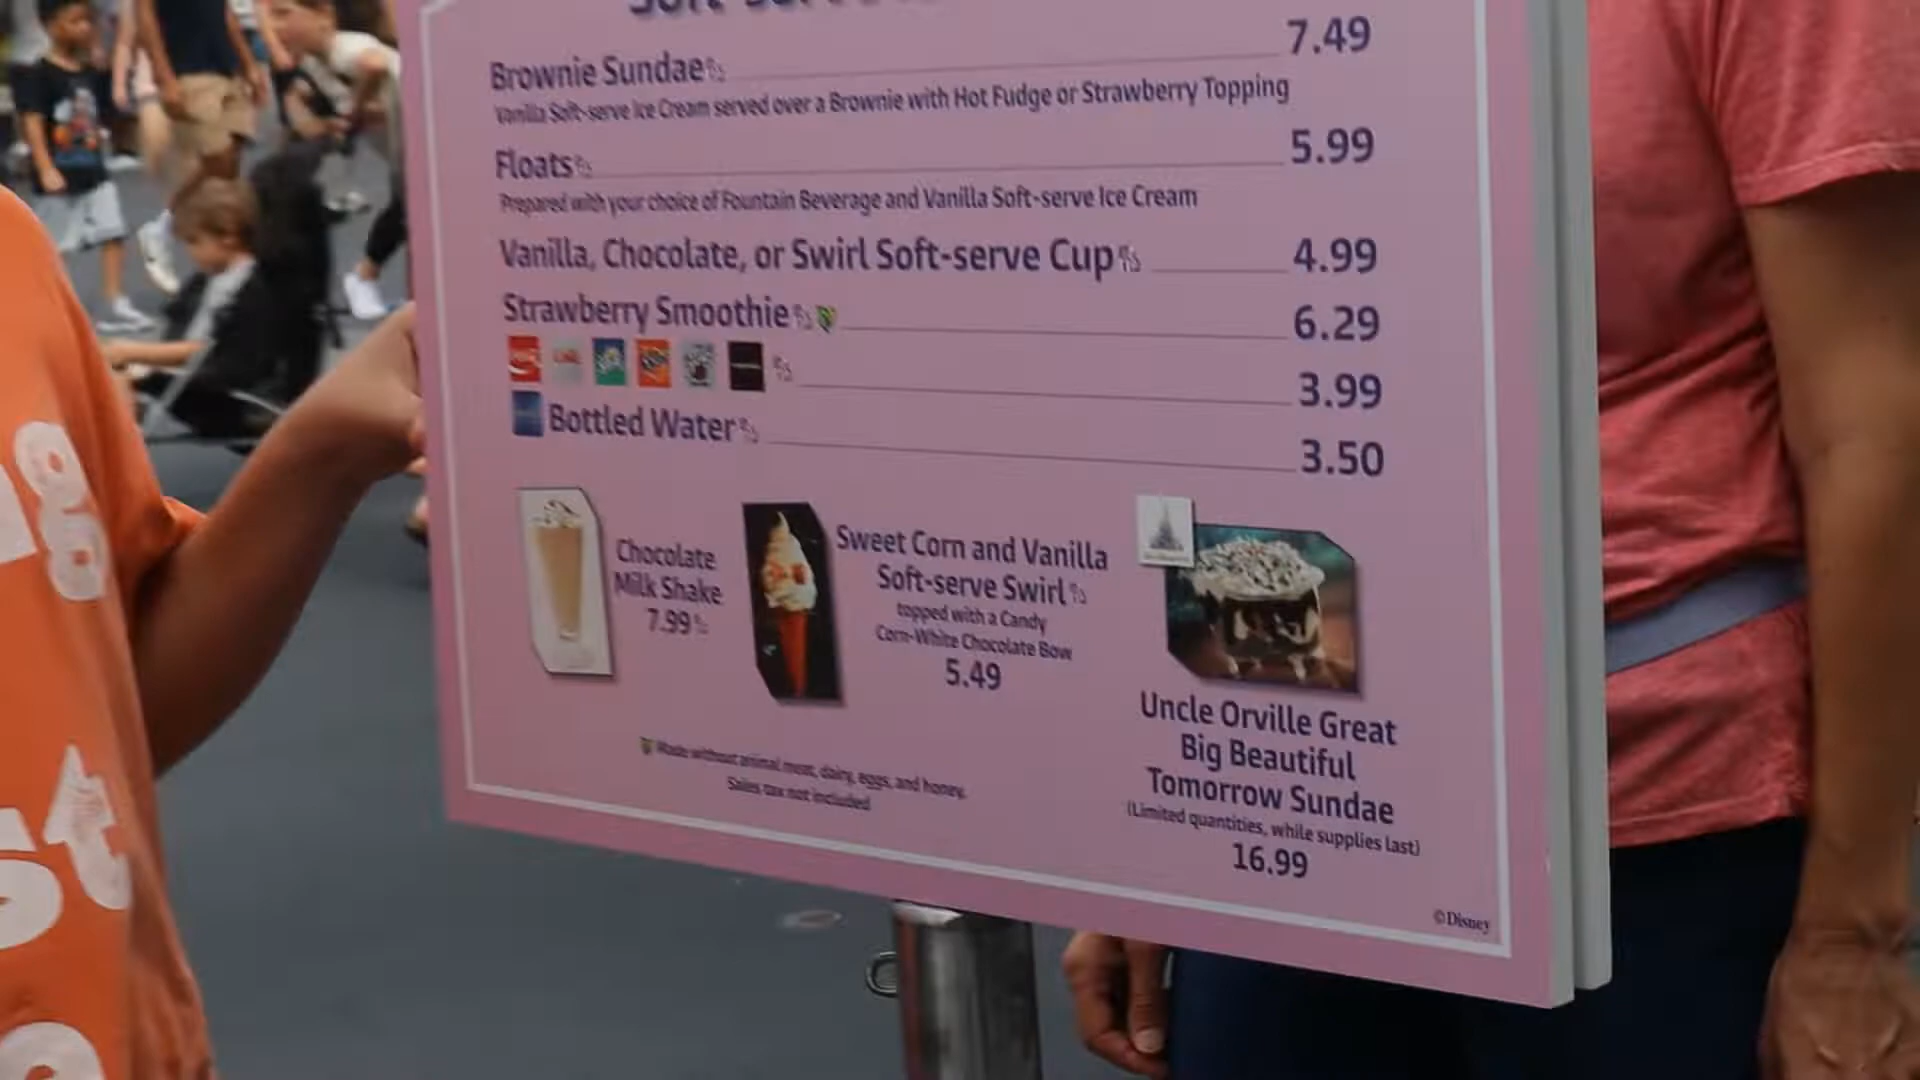 Soft-serve
7.49
Brownie Sundae
Vanilla Soft-serve Ice Cream served over a Brownie with Hot Fudge or Strawberry Topping
5.99
Floats
Prepared with your choice of Fountain Beverage and Vanilla Soft-serve Ice Cream
Vanilla, Chocolate, or Swirl Soft-serve Cup 4.99
Strawberry Smoothie 6.29
3.99
Bottled Water 3.50
Chocolate
Milk Shake
7.99
Sweet Corn and Vanilla
Soft-serve Swirl
topped with a Candy
Corn-White Chocolate Bow
5.49
Uncle Orville Great
Big Beautiful
Tomorrow Sundae
(Limited quantities, while supplies last)
16.99
Made without animal meat, dairy, eggs, and honey.
Sales tax not included
©Disney